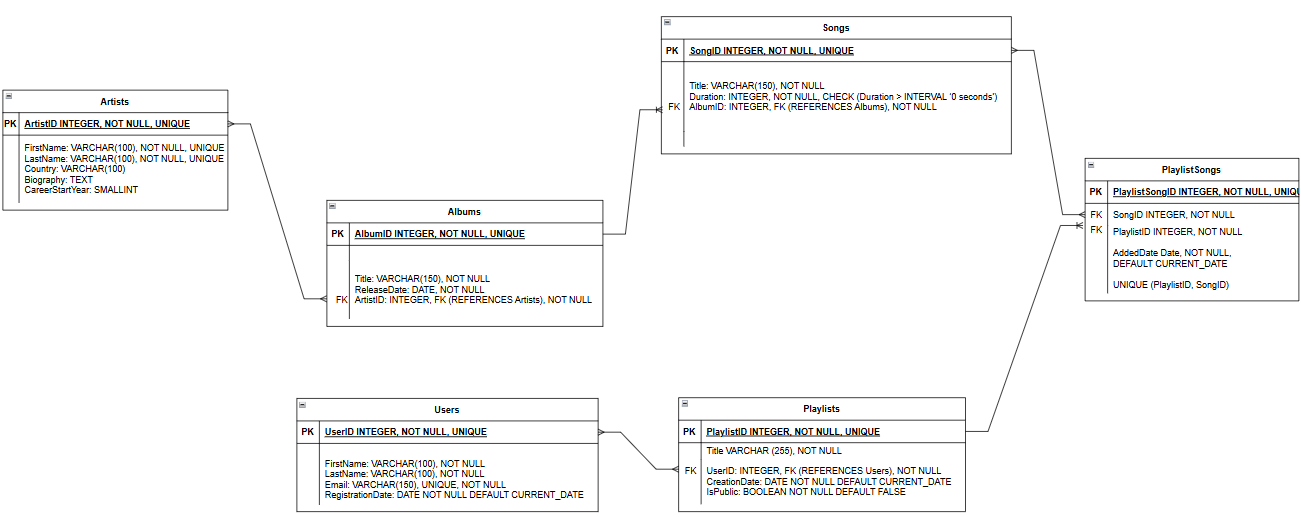 Artists
PK ArtistID INTEGER, NOT NULL, UNIQUE
FirstName: VARCHAR(100), NOT NULL, UNIQUE
LastName: VARCHAR(100), NOT NULL, UNIQUE
Country: VARCHAR(100)
Biography: TEXT
CareerStartYear: SMALLINT
Albums
PK AlbumID INTEGER, NOT NULL, UNIQUE
Title: VARCHAR(150), NOT NULL
ReleaseDate: DATE, NOT NULL
FK ArtistID: INTEGER, FK (REFERENCES Artists), NOT NULL
Songs
PK SongID INTEGER, NOT NULL, UNIQUE
Title: VARCHAR(150), NOT NULL
Duration: INTEGER, NOT NULL, CHECK (Duration > INTERVAL '0 seconds')
FK AlbumID: INTEGER, FK (REFERENCES Albums), NOT NULL
PlaylistSongs
PK PlaylistSongID INTEGER, NOT NULL, UNIQU
FK SongID INTEGER, NOT NULL
FK PlaylistID INTEGER, NOT NULL
AddedDate Date, NOT NULL,
DEFAULT CURRENT_DATE
UNIQUE (PlaylistID, SongID)
Users
PK UserID INTEGER, NOT NULL, UNIQUE
FirstName: VARCHAR(100), NOT NULL
LastName: VARCHAR(100), NOT NULL
Email: VARCHAR(150), UNIQUE, NOT NULL
RegistrationDate: DATE NOT NULL DEFAULT CURRENT_DATE
Playlists
PK PlaylistID INTEGER, NOT NULL, UNIQUE
Title VARCHAR (255), NOT NULL
FK UserID: INTEGER, FK (REFERENCES Users), NOT NULL
CreationDate: DATE NOT NULL DEFAULT CURRENT_DATE
IsPublic: BOOLEAN NOT NULL DEFAULT FALSE